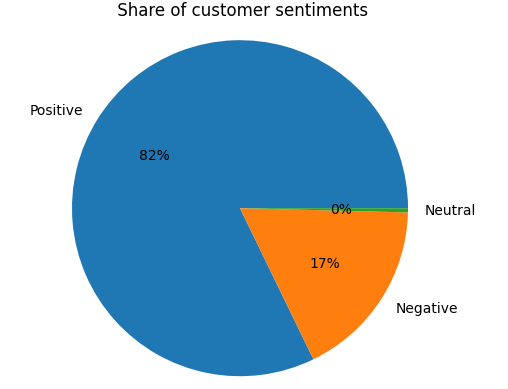 Share of customer sentiments
Positive
82%
0%
Neutral
17%
Negative